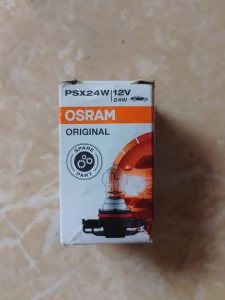 PSX24W 12V
24W
OSRAM
ORIGINAL
SPARE
PART